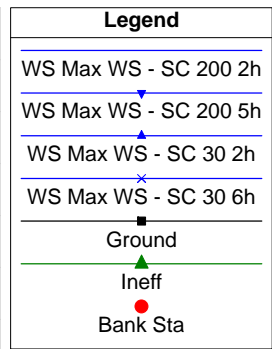 Legend
WS Max WS - SC 200 2h
WS Max WS - SC 200 5h
WS Max WS - SC 30 2h
WS Max WS - SC 30 6h
Ground
Ineff
Bank Sta